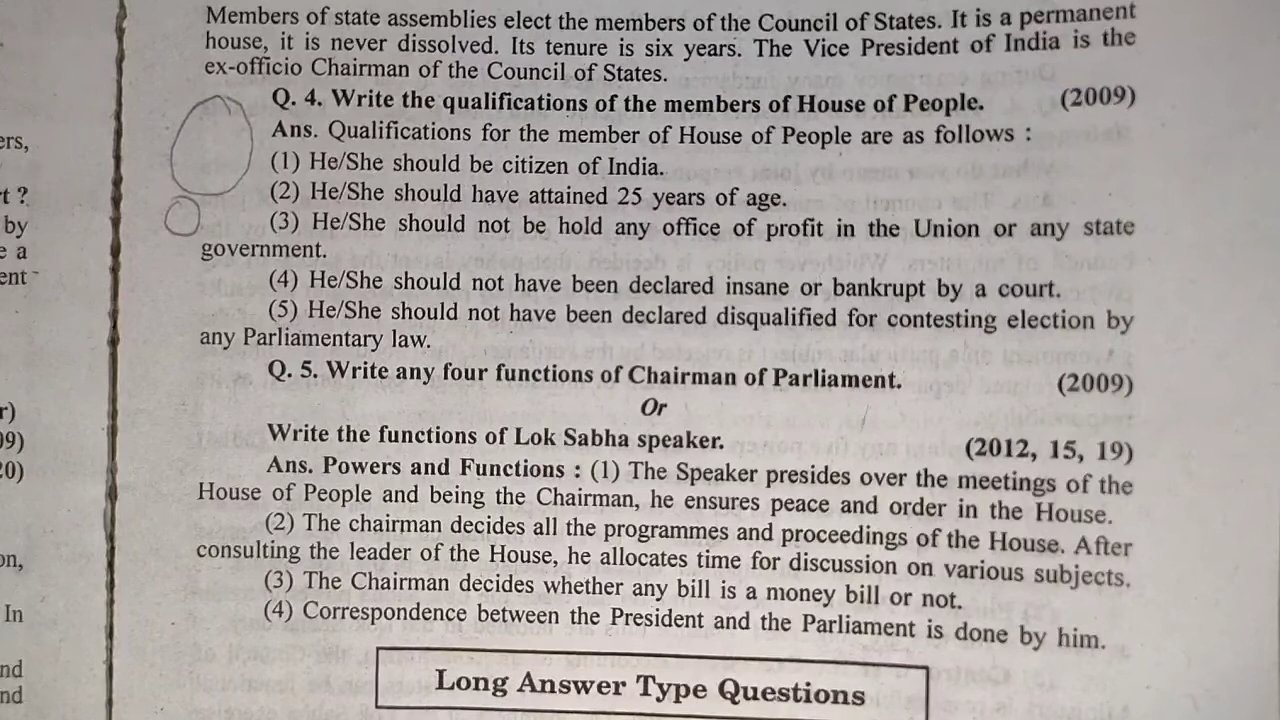 Members of state assemblies elect the members of the Council of States. It is a permanent
house, it is never dissolved. Its tenure is six years. The Vice President of India is the
ex-officio Chairman of the Council of States.
Q. 4. Write the qualifications of the members of House of People. (2009)
Ans. Qualifications for the member of House of People are as follows :
(1) He/She should be citizen of India.
(2) He/She should have attained 25 years of age.
(3) He/She should not be hold any office of profit in the Union or any state
government.
(4) He/She should not have been declared insane or bankrupt by a court.
(5) He/She should not have been declared disqualified for contesting election by
any Parliamentary law.
Q. 5. Write any four functions of Chairman of Parliament. (2009)
Or
Write the functions of Lok Sabha speaker. (2012, 15, 19)
Ans. Powers and Functions : (1) The Speaker presides over the meetings of the
House of People and being the Chairman, he ensures peace and order in the House.
(2) The chairman decides all the programmes and proceedings of the House. After
consulting the leader of the House, he allocates time for discussion on various subjects.
(3) The Chairman decides whether any bill is a money bill or not.
(4) Correspondence between the President and the Parliament is done by him.
Long Answer Type Questions
ers,
t ?
by
e a
ent
r)
09)
20)
on,
In
nd
nd